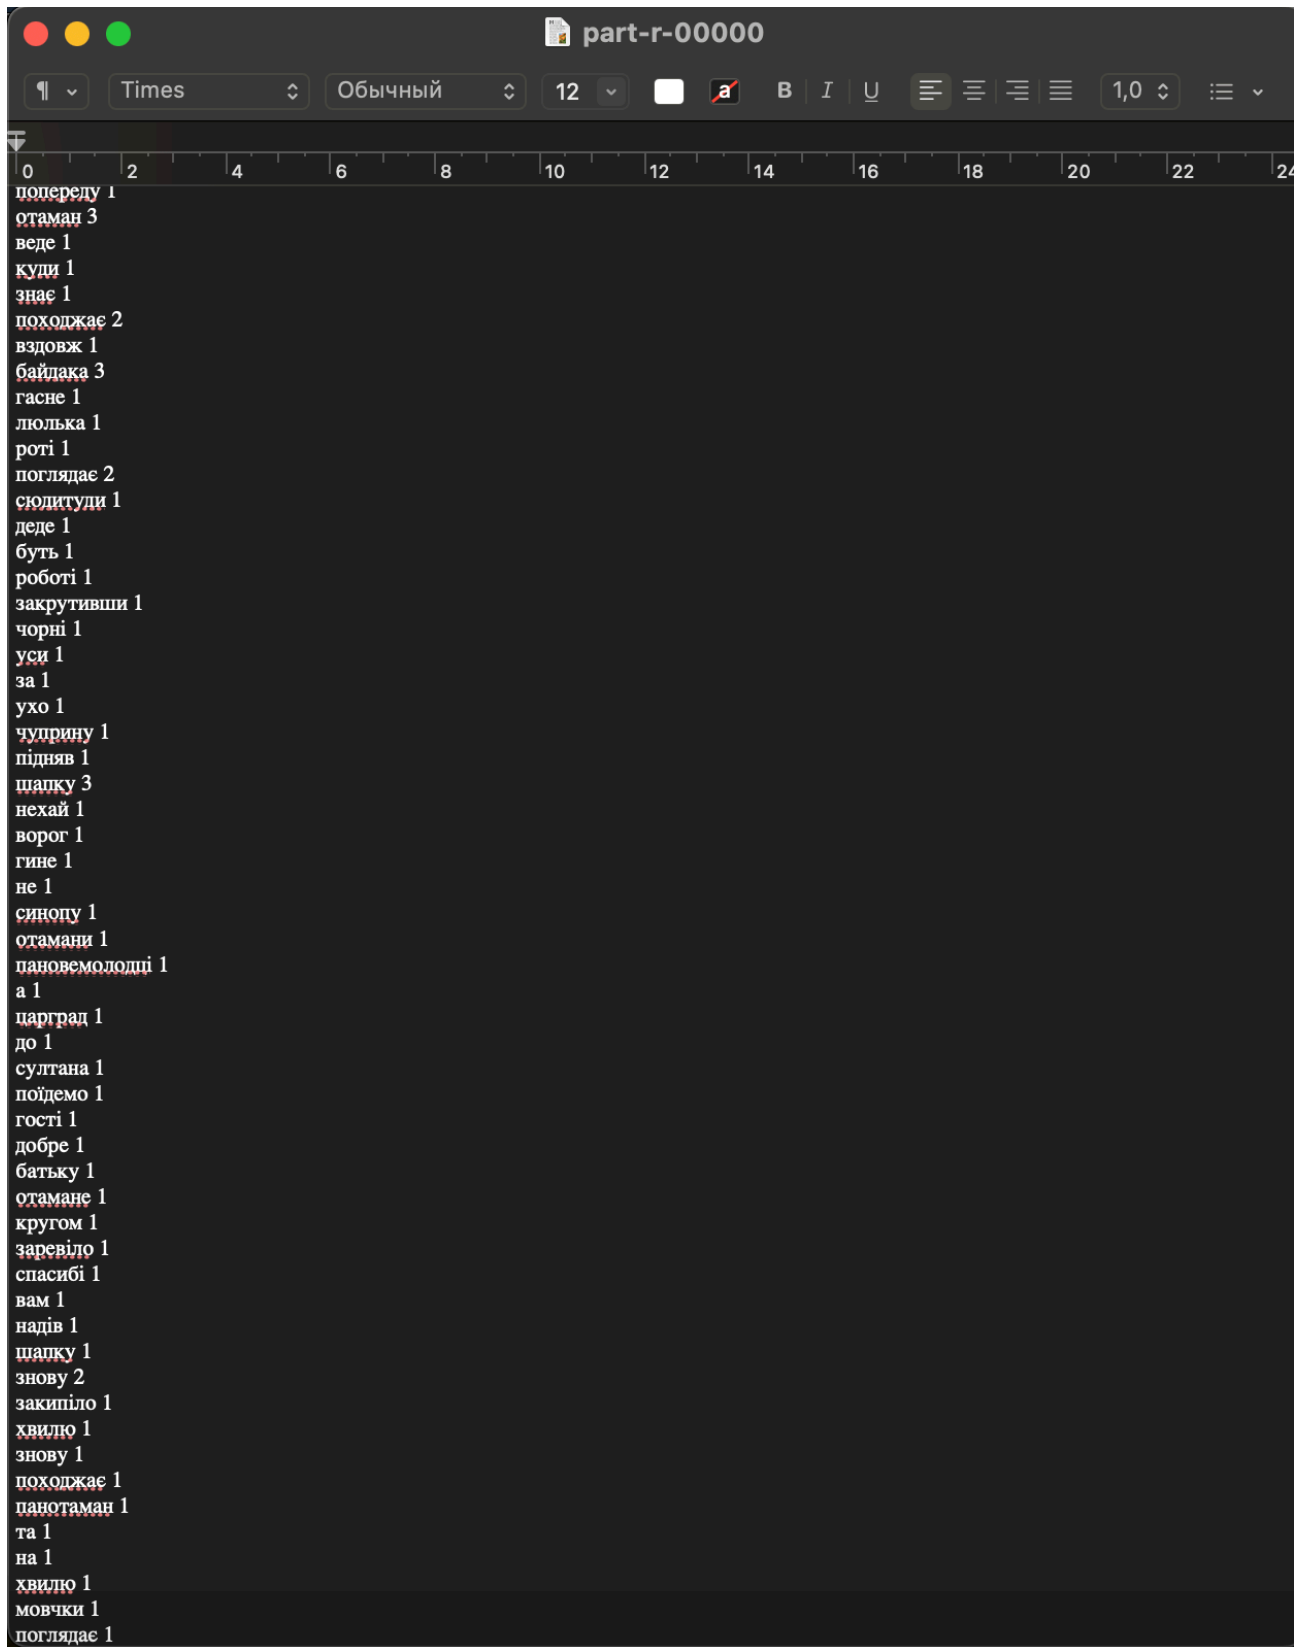 part-r-00000
¶ Times Обычный 12 a B I U 1,0
0 2 4 6 8 10 12 14 16 18 20 22 24
попереду 1
отаман 3
веде 1
куди 1
знає 1
походжає 2
вздовж 1
байдака 3
гасне 1
люлька 1
роті 1
поглядає 2
сюдитуди 1
деде 1
буть 1
роботі 1
закрутивши 1
чорні 1
уси 1
за 1
ухо 1
чуприну 1
підняв 1
шапку 3
нехай 1
ворог 1
гине 1
не 1
синопу 1
отамани 1
пановемолодці 1
а 1
царград 1
до 1
султана 1
поїдемо 1
гості 1
добре 1
батьку 1
отамане 1
кругом 1
заревіло 1
спасибі 1
вам 1
надів 1
шапку 1
знову 2
закипіло 1
хвилю 1
знову 1
походжає 1
панотаман 1
та 1
на 1
хвилю 1
мовчки 1
поглядає 1